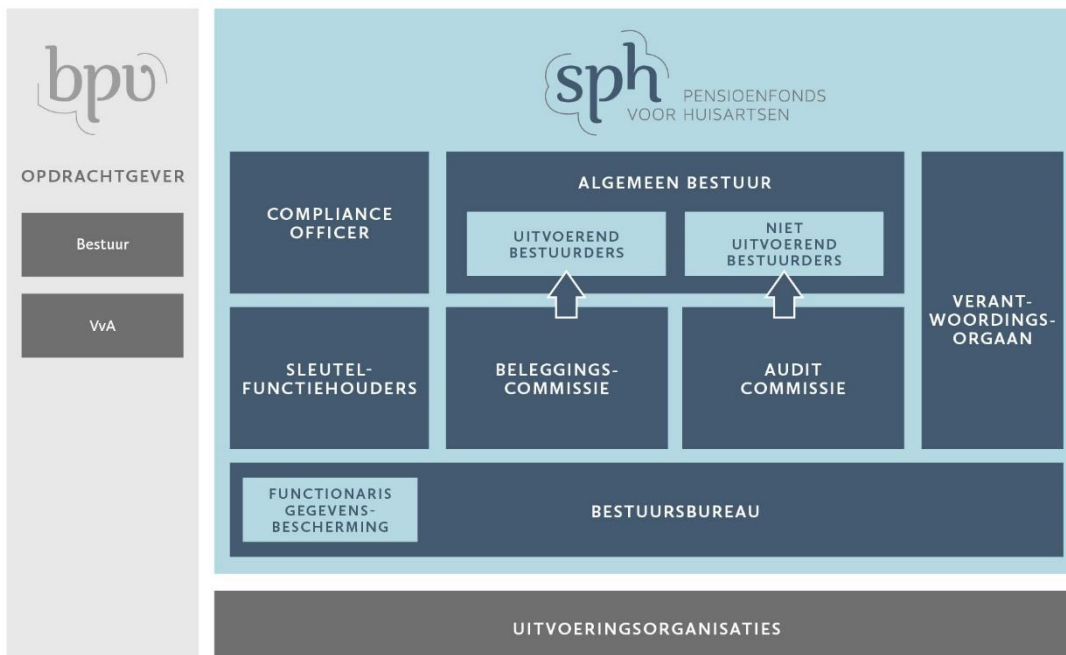 bpv
OPDRACHTGEVER
Bestuur
VvA
sph PENSIOENFONDS
VOOR HUISARTSEN
COMPLIANCE
OFFICER
ALGEMEEN BESTUUR
UITVOEREND
BESTUURDERS
NIET
UITVOEREND
BESTUURDERS
VERANT-
WOORDINGS-
ORGAAN
SLEUTEL-
FUNCTIEHOUDERS
BELEGGINGS-
COMMISSIE
AUDIT
COMMISSIE
FUNCTIONARIS
GEGEVENS-
BESCHERMING
BESTUURSBUREAU
UITVOERINGSORGANISATIES